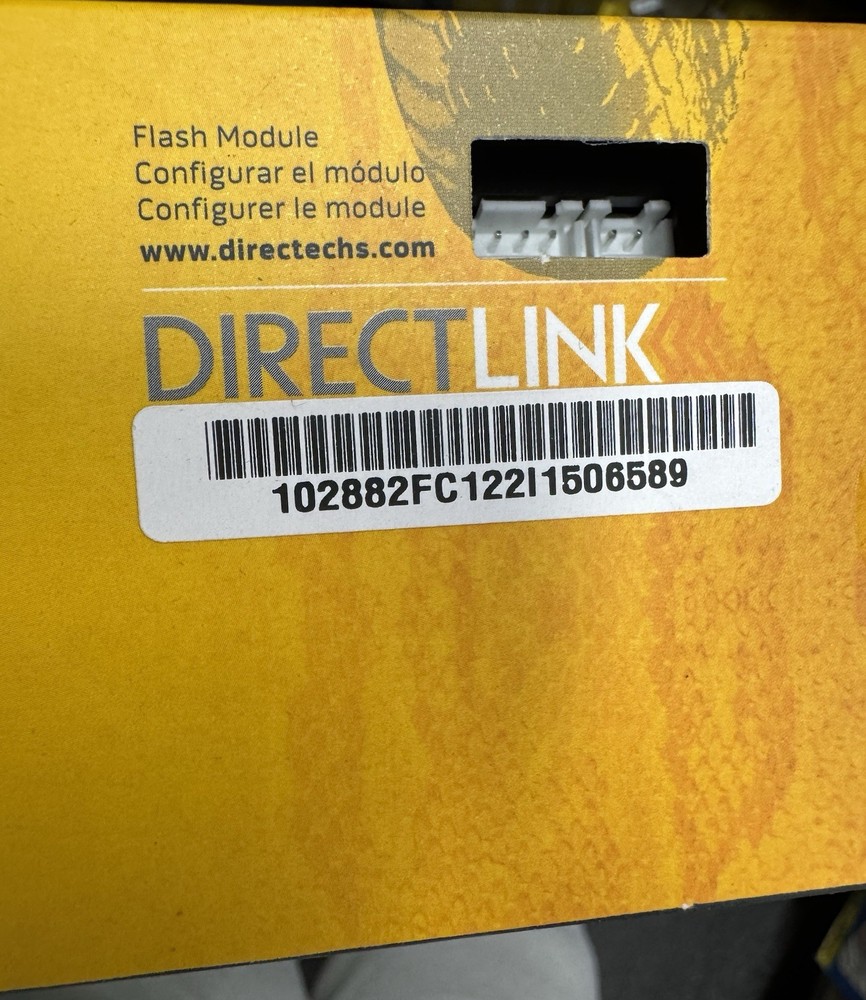 Flash Module
Configurar el módulo
Configurer le module
www.directechs.com
DIRECTLINK
102882FC122I1506589